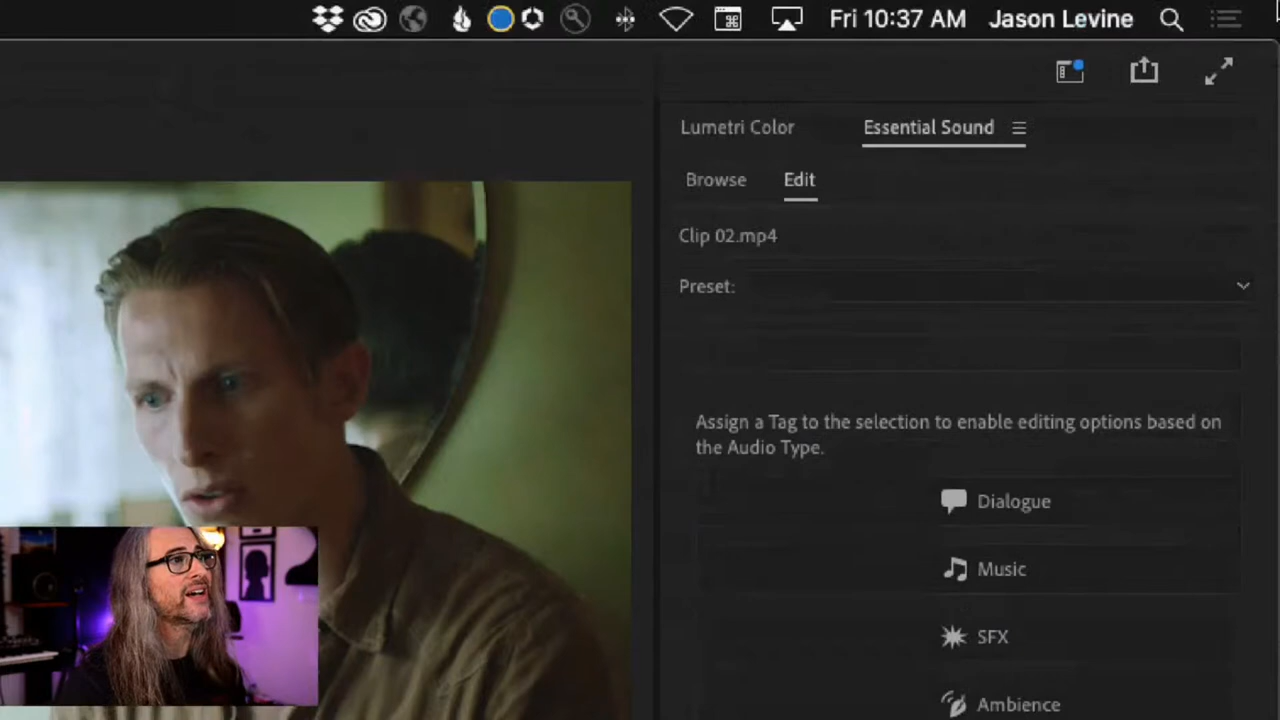 Fri 10:37 AM Jason Levine
Lumetri Color Essential Sound
Browse Edit
Clip 02.mp4
Preset:
Assign a Tag to the selection to enable editing options based on
the Audio Type.
Dialogue
Music
SFX
Ambience